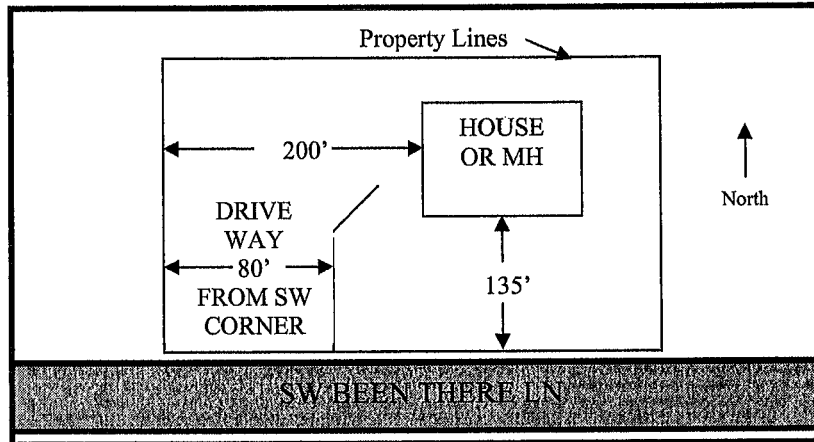 Property Lines
HOUSE
OR MH
200’
North
DRIVE
WAY
80’
FROM SW
CORNER
135’
SW BEEN THERE LN